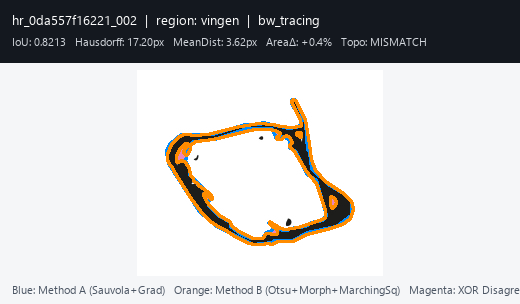 hr_0da557f16221_002 | region: vingen | bw_tracing
IoU: 0.8213 Hausdorff: 17.20px MeanDist: 3.62px AreaΔ: +0.4% Topo: MISMATCH
Blue: Method A (Sauvola+Grad) Orange: Method B (Otsu+Morph+MarchingSq) Magenta: XOR Disagre